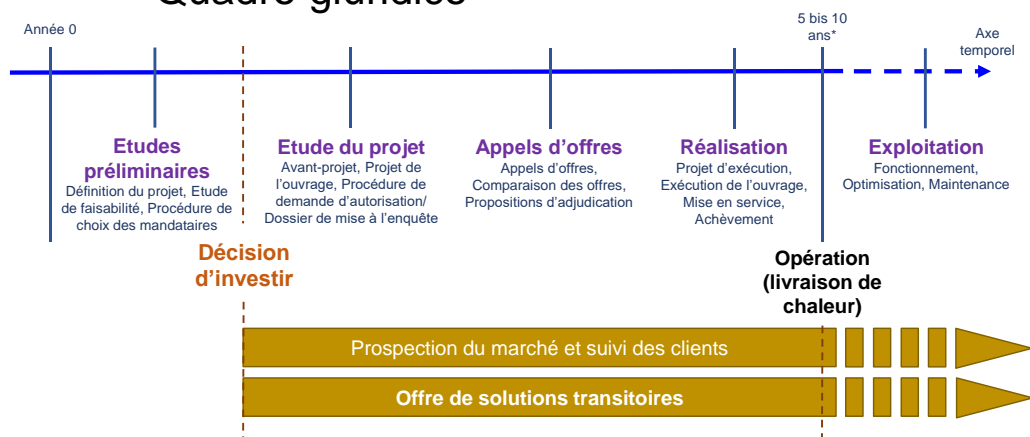 Année 0
5 bis 10
ans*
Axe
temporel
Etudes
préliminaires
Définition du projet, Etude
de faisabilité, Procédure de
choix des mandataires
Etude du projet
Avant-projet, Projet de
l'ouvrage, Procédure de
demande d'autorisation/
Dossier de mise à l'enquête
Appels d'offres
Appels d'offres,
Comparaison des offres,
Propositions d'adjudication
Réalisation
Projet d'exécution,
Exécution de l'ouvrage,
Mise en service,
Achèvement
Exploitation
Fonctionnement,
Optimisation, Maintenance
Décision
d'investir
Opération
(livraison de
chaleur)
Prospection du marché et suivi des clients
Offre de solutions transitoires